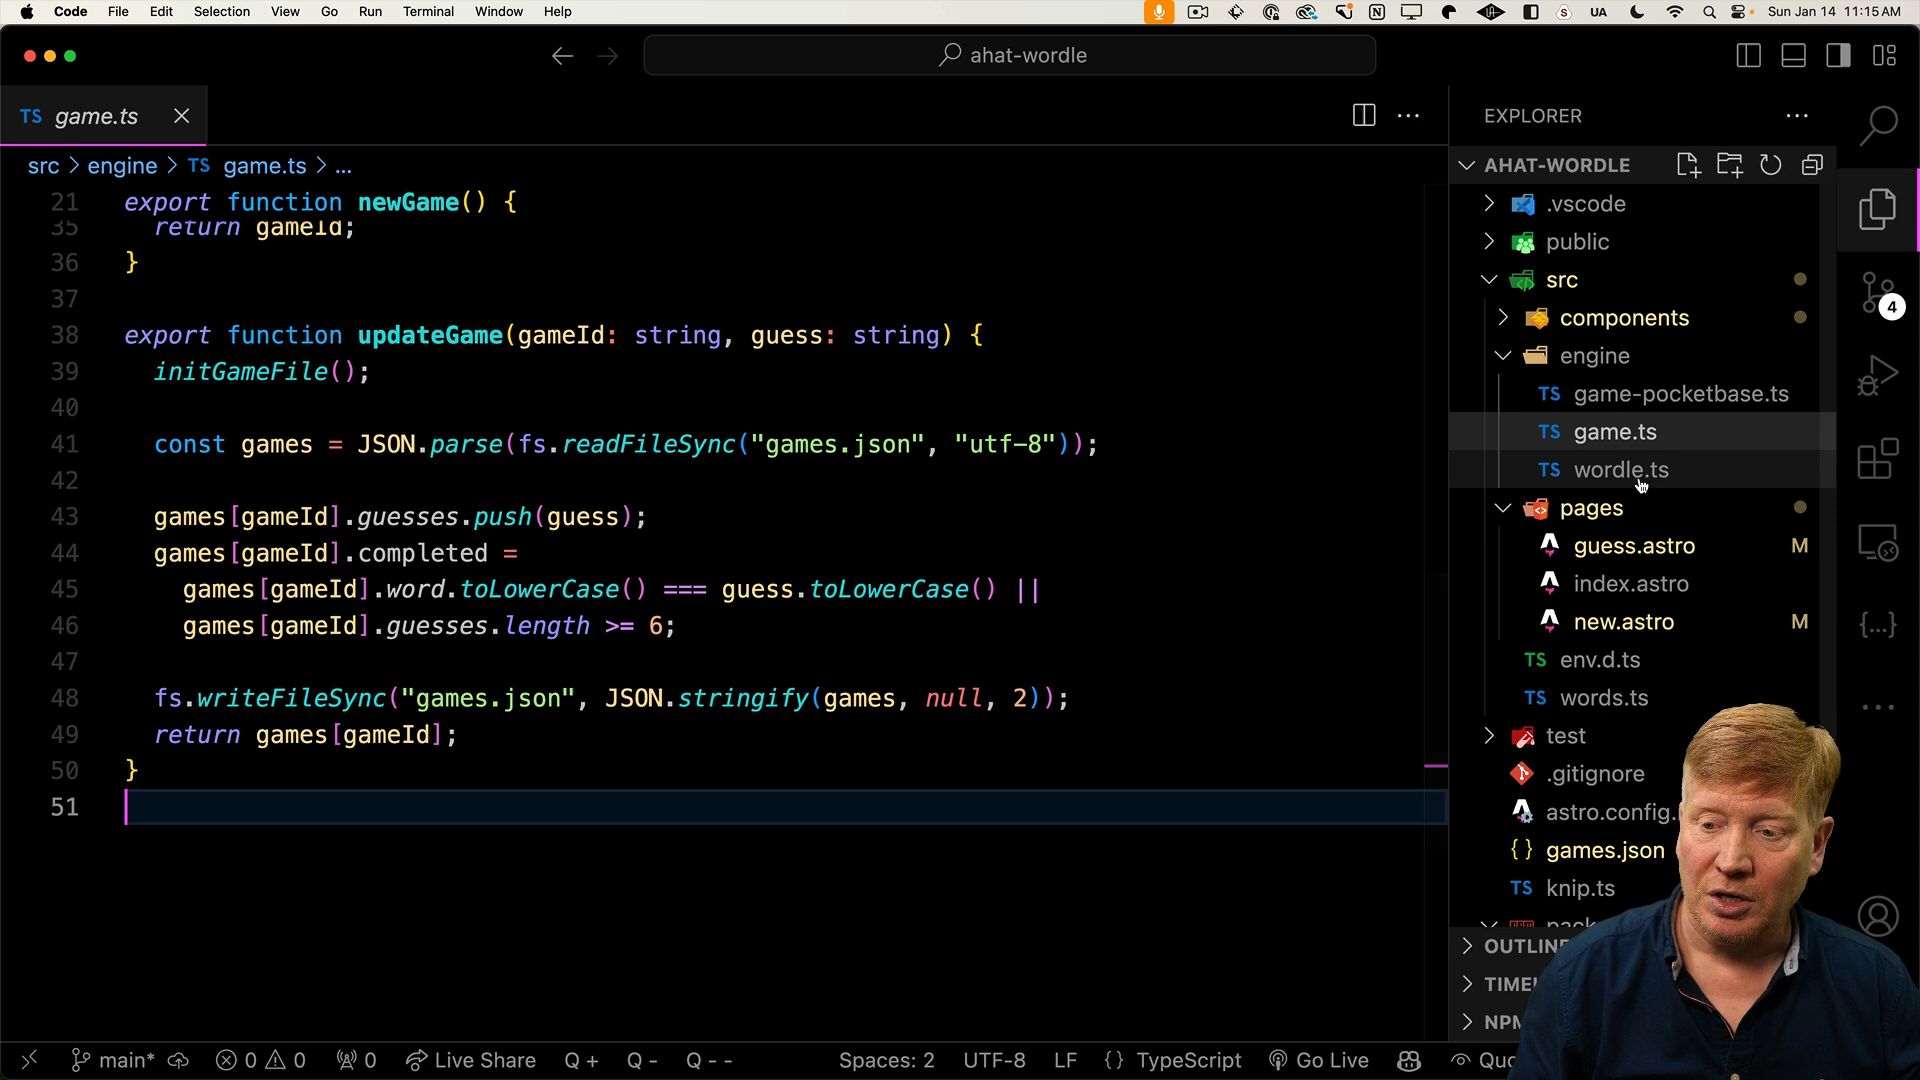 Code File Edit Selection View Go Run Terminal Window Help
N
S
UA
Sun Jan 14 11:15 AM
ahat-wordle
TS game.ts
src > engine > TS game.ts > ...
21 export function newGame() {
35 return gameId;
36 }
37
38 export function updateGame(gameId: string, guess: string) {
39 initGameFile();
40
41 const games = JSON.parse(fs.readFileSync("games.json", "utf-8"));
42
43 games[gameId].guesses.push(guess);
44 games[gameId].completed =
45 games[gameId].word.toLowerCase() === guess.toLowerCase() ||
46 games[gameId].guesses.length >= 6;
47
48 fs.writeFileSync("games.json", JSON.stringify(games, null, 2));
49 return games[gameId];
50 }
51
EXPLORER
AHAT-WORDLE
.vscode
public
src
components
engine
TS game-pocketbase.ts
TS game.ts
TS wordle.ts
pages
guess.astro M
index.astro
new.astro M
TS env.d.ts
TS words.ts
test
.gitignore
astro.config.
{} games.json
TS knip.ts
OUTLINE
TIME
NPM
4
{...}
main* 0 0 0 Live Share Q + Q - Q - - Spaces: 2 UTF-8 LF {} TypeScript Go Live Quo